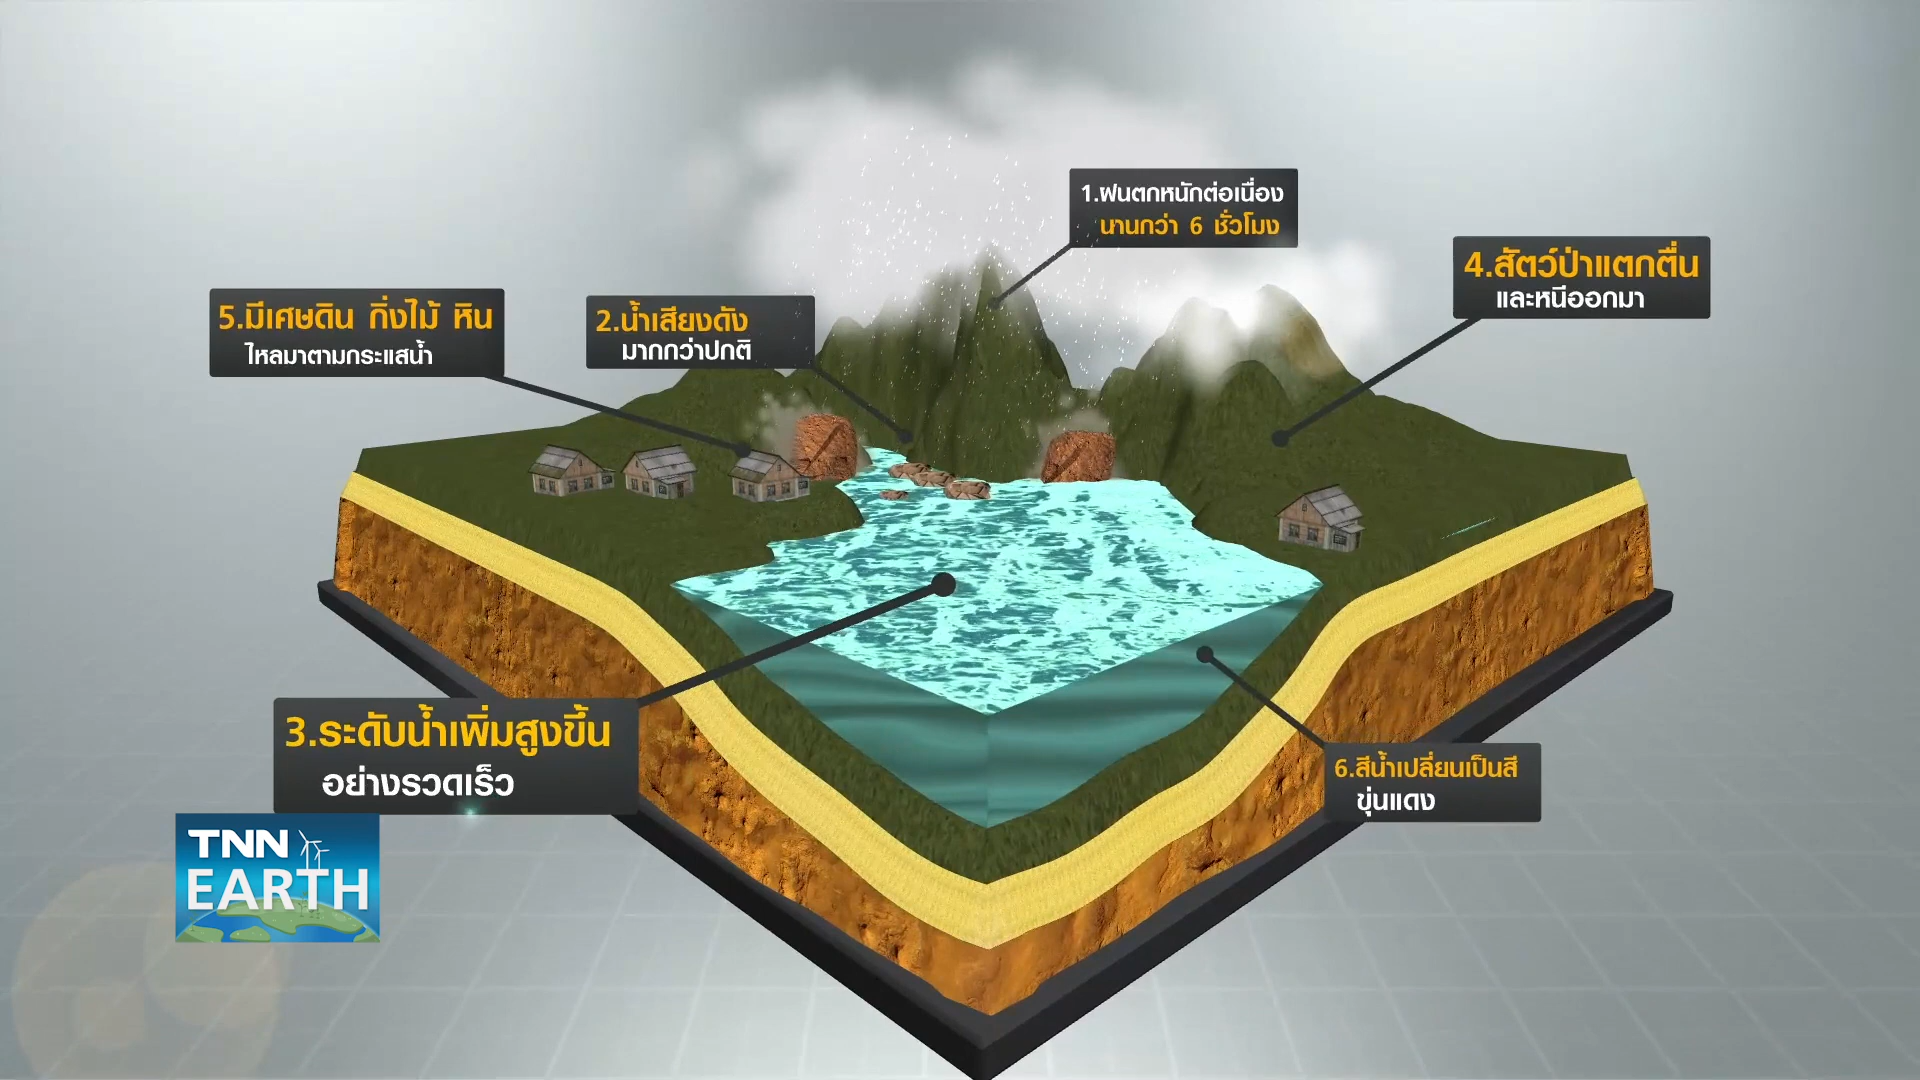 1.ฝนตกหนักต่อเนื่อง
นานกว่า 6 ชั่วโมง
2.น้ำเสียงดัง
มากกว่าปกติ
3.ระดับน้ำเพิ่มสูงขึ้น
อย่างรวดเร็ว
4.สัตว์ป่าแตกตื่น
และหนีออกมา
5.มีเศษดิน กิ่งไม้ หิน
ไหลมาตามกระแสน้ำ
6.สีน้ำเปลี่ยนเป็นสี
ขุ่นแดง
TNN
EARTH